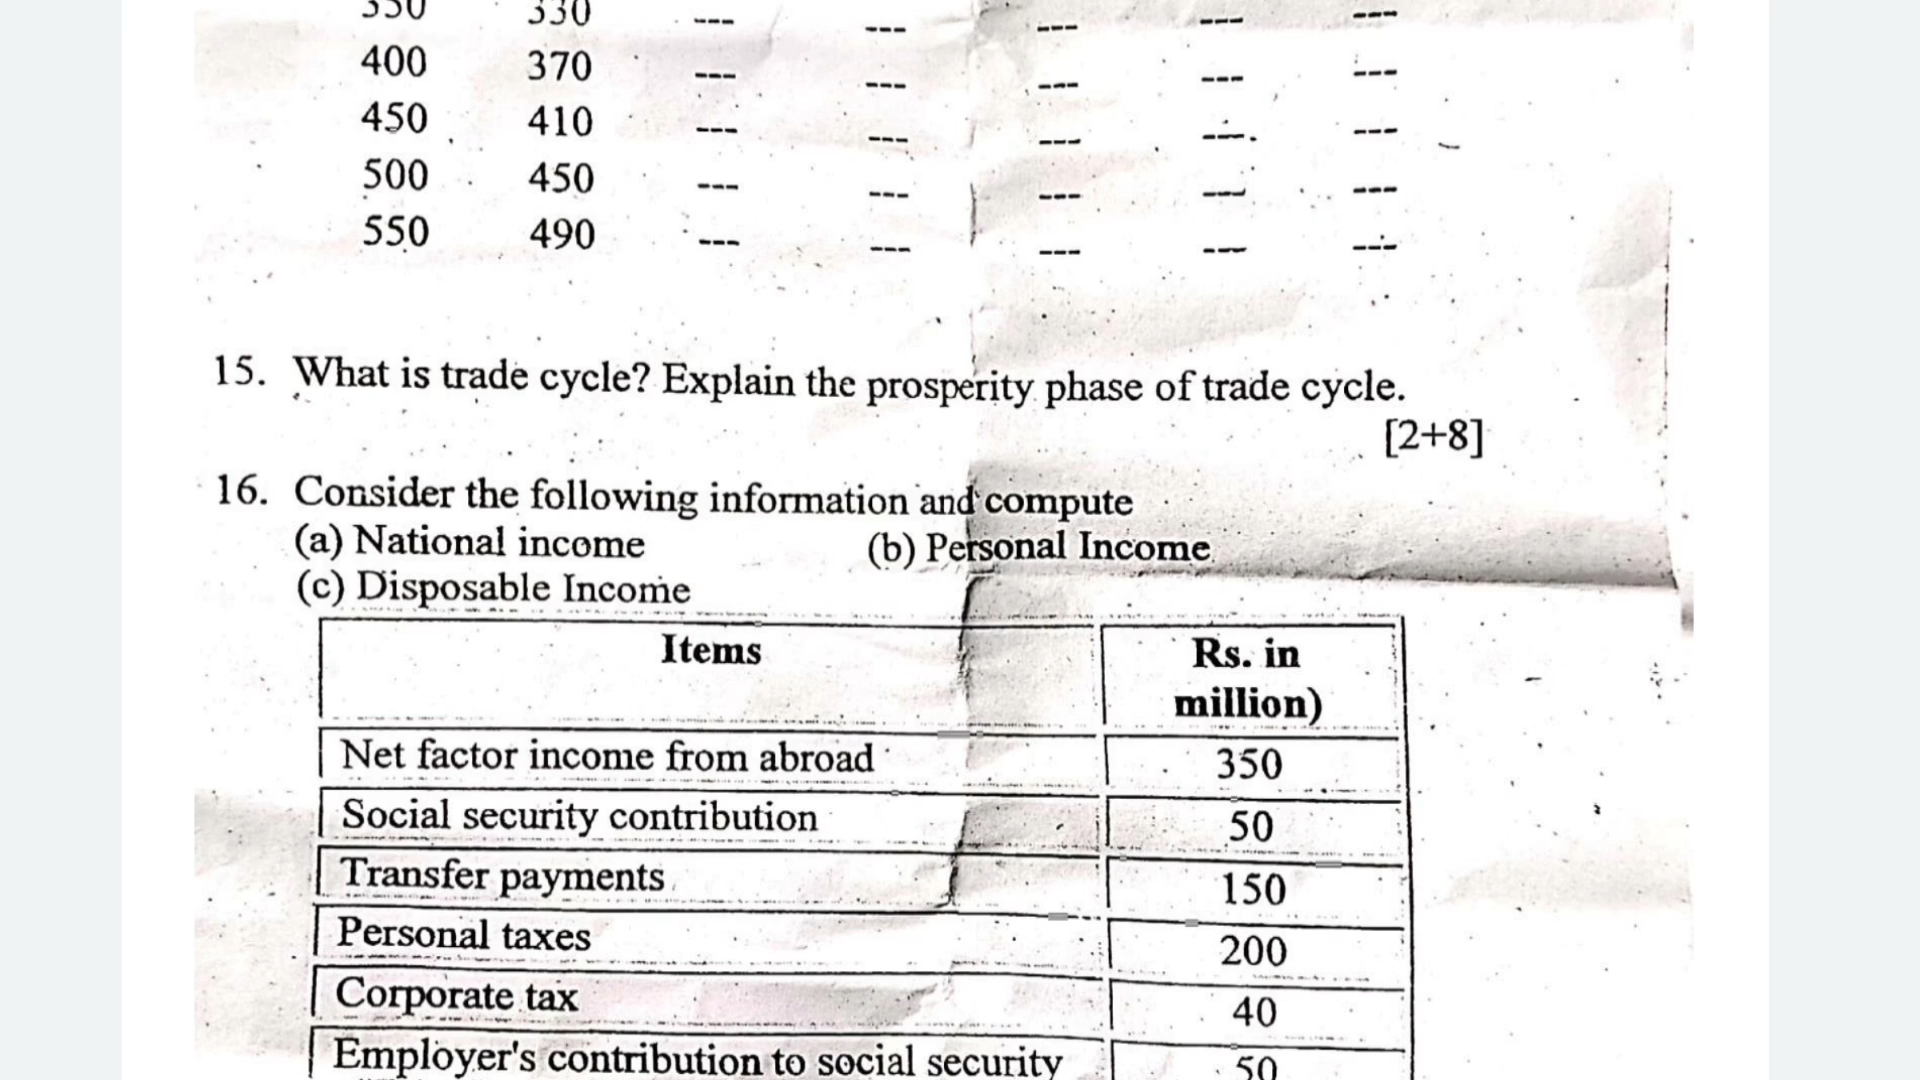 350 330 --- --- --- --- ---
400 370 --- --- --- --- ---
450 410 --- --- --- --- ---
500 450 --- --- --- --- ---
550 490 --- --- --- --- ---
15. What is trade cycle? Explain the prosperity phase of trade cycle.
[2+8]
16. Consider the following information and compute
(a) National income (b) Personal Income
(c) Disposable Income
Items Rs. in million)
Net factor income from abroad 350
Social security contribution 50
Transfer payments 150
Personal taxes 200
Corporate tax 40
Employer's contribution to social security 50